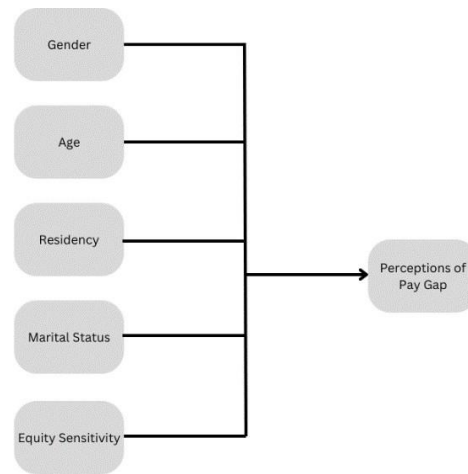 Gender
Age
Residency
Perceptions of
Pay Gap
Marital Status
Equity Sensitivity